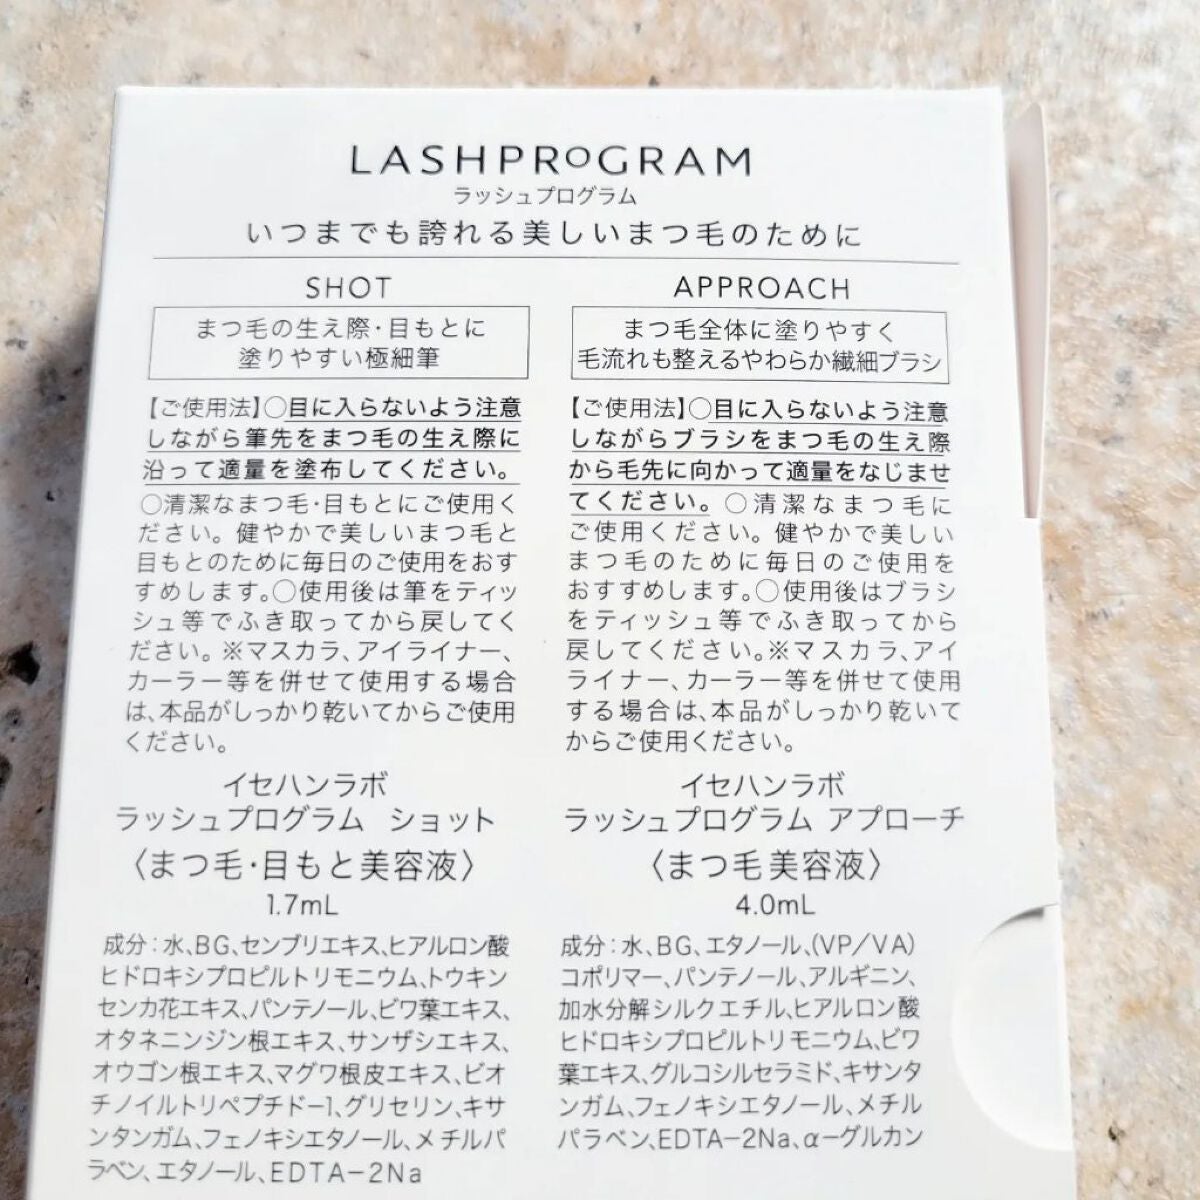 LASHPROGRAM
ラッシュプログラム
いつまでも誇れる美しいまつ毛のために
SHOT
まつ毛の生え際・目もとに
塗りやすい極細筆
【ご使用法】○目に入らないよう注意
しながら筆先をまつ毛の生え際に
沿って適量を塗布してください。
○清潔なまつ毛・目もとにご使用く
ださい。健やかで美しいまつ毛と
目もとのために毎日のご使用をおす
すめします。○使用後は筆をティッ
シュ等でふき取ってから戻してく
ださい。※マスカラ、アイライナー、
カーラー等を併せて使用する場合
は、本品がしっかり乾いてからご使用
ください。
イセハンラボ
ラッシュプログラム ショット
〈まつ毛・目もと美容液〉
1.7mL
成分：水、BG、センブリエキス、ヒアルロン酸
ヒドロキシプロピルトリモニウム、トウキン
センカ花エキス、パンテノール、ビワ葉エキス、
オタネニンジン根エキス、サンザシエキス、
オウゴン根エキス、マグワ根皮エキス、ビオ
チノイルトリペプチド-1、グリセリン、キサ
ンタンガム、フェノキシエタノール、メチルパ
ラベン、エタノール、EDTA-2Na
APPROACH
まつ毛全体に塗りやすく
毛流れも整えるやわらか繊細ブラシ
【ご使用法】○目に入らないよう注意
しながらブラシをまつ毛の生え際
から毛先に向かって適量をなじませ
てください。○清潔なまつ毛に
ご使用ください。健やかで美しい
まつ毛のために毎日のご使用を
おすすめします。○使用後はブラシ
をティッシュ等でふき取ってから
戻してください。※マスカラ、アイ
ライナー、カーラー等を併せて使用
する場合は、本品がしっかり乾いて
からご使用ください。
イセハンラボ
ラッシュプログラム アプローチ
〈まつ毛美容液〉
4.0mL
成分：水、BG、エタノール、(VP/VA)
コポリマー、パンテノール、アルギニン、
加水分解シルクエチル、ヒアルロン酸
ヒドロキシプロピルトリモニウム、ビワ
葉エキス、グルコシルセラミド、キサンタ
ンガム、フェノキシエタノール、メチル
パラベン、EDTA-2Na、α-グルカン